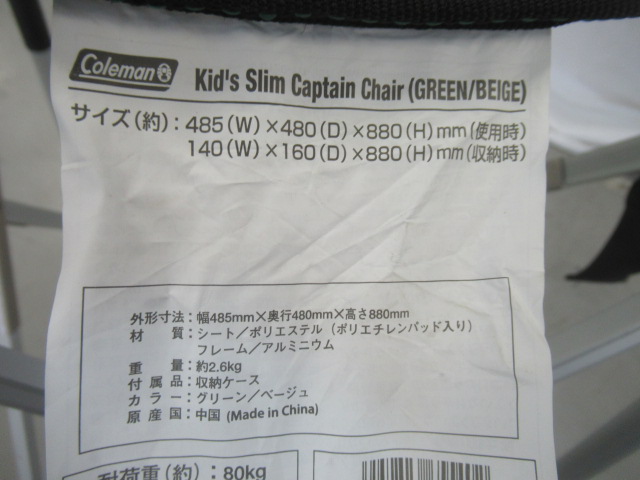 Coleman
Kid's Slim Captain Chair (GREEN/BEIGE)
サイズ(約): 485(W)×480(D)×880(H)mm(使用時)
140(W)×160(D)×880(H)mm(収納時)
外形寸法：幅485mm×奥行480mm×高さ880mm
材　　質：シート／ポリエステル（ポリエチレンパッド入り）
フレーム／アルミニウム
重　　量：約2.6kg
付 属 品：収納ケース
カ ラ ー：グリーン／ベージュ
原 産 国：中国 (Made in China)
耐荷重(約)：80kg